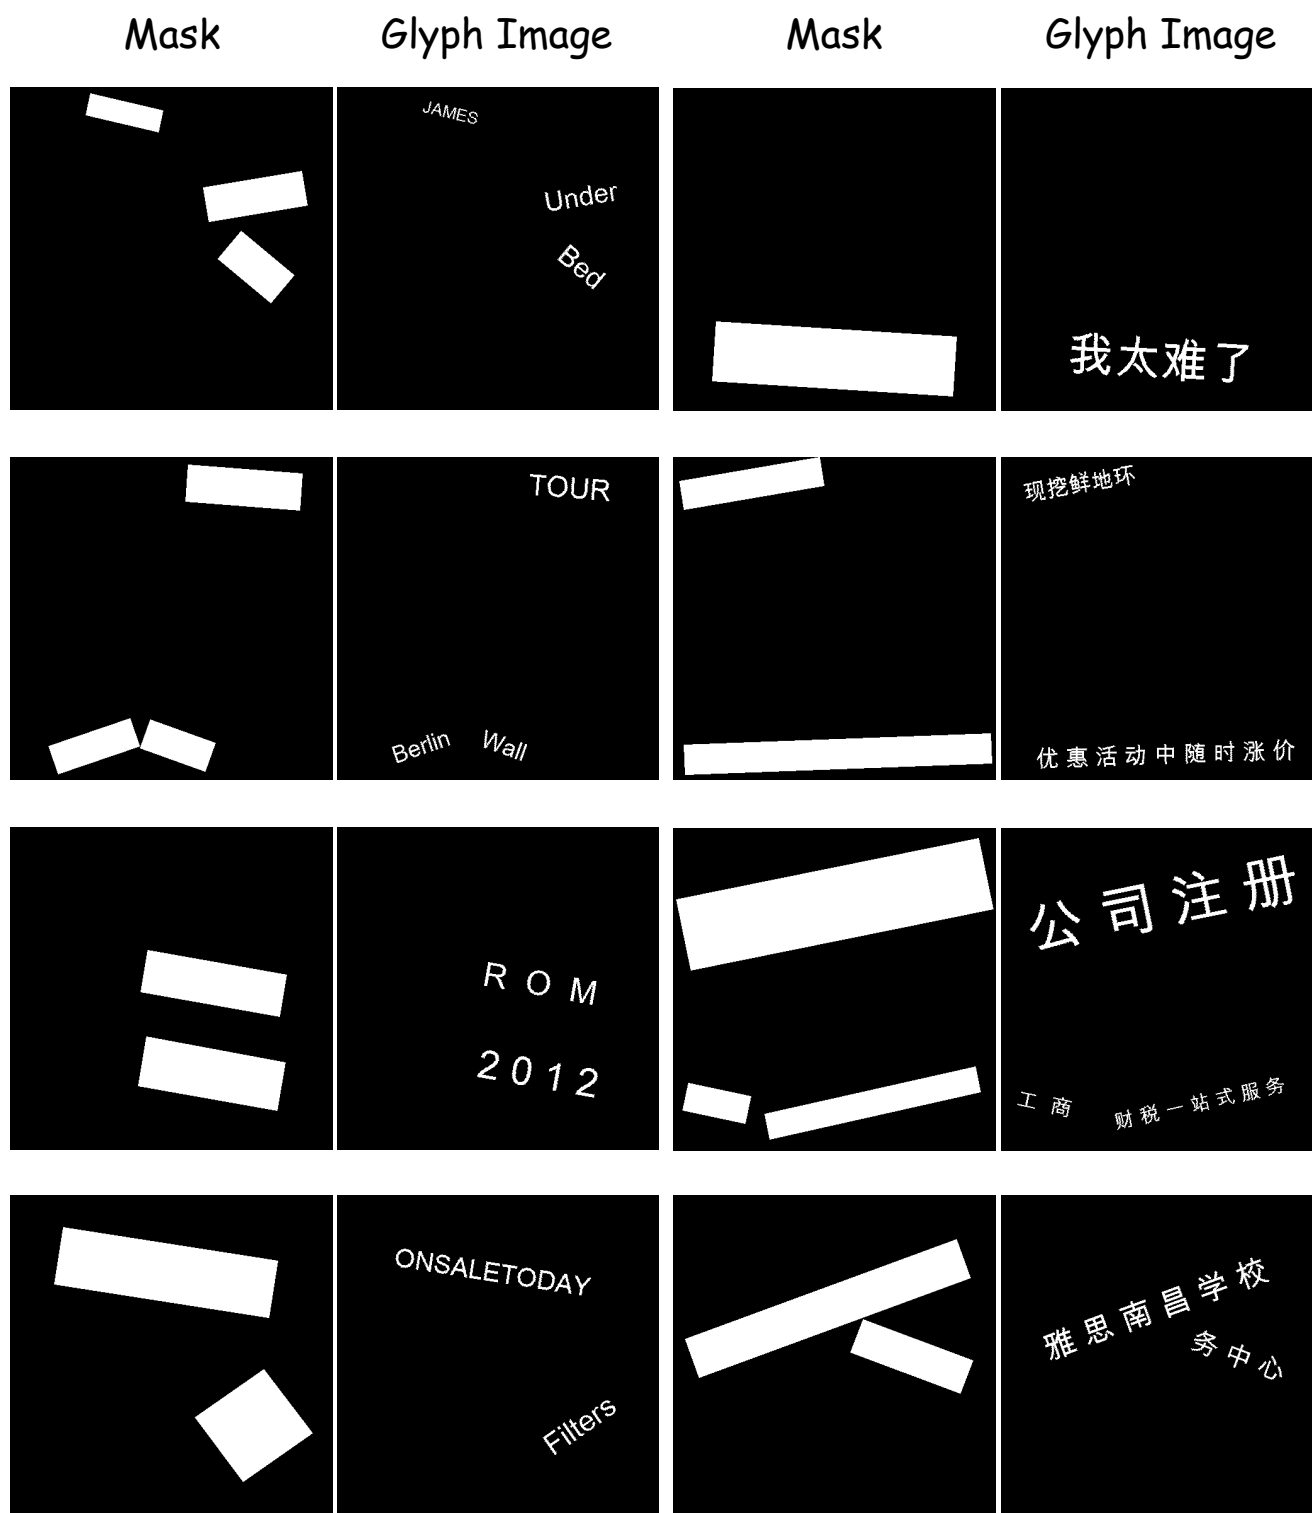 Mask Glyph Image Mask Glyph Image
JAMES
Under
Bed
我太难了
TOUR
Berlin Wall
现挖鲜地环
优惠活动中随时涨价
ROM
2012
公司注册
工商
财税一站式服务
ONSALETODAY
Filters
雅思南昌学校
务中心